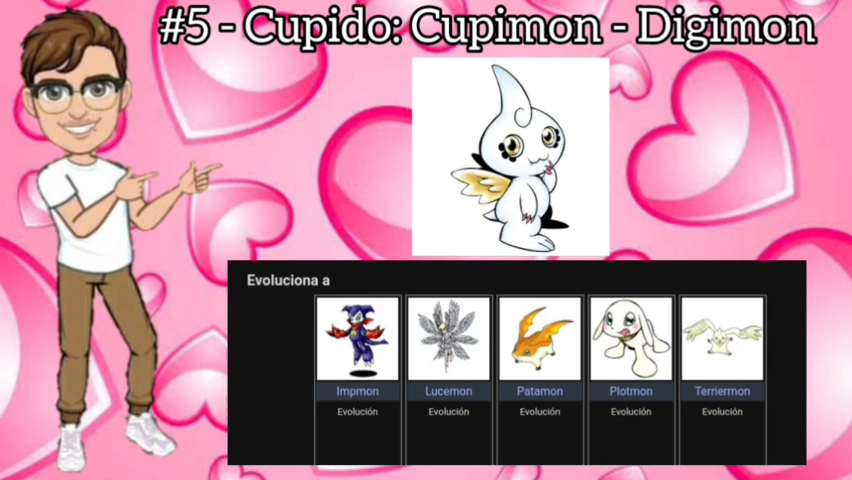 #5 - Cupido: Cupimon - Digimon
Evoluciona a
Impmon Lucemon Patamon Plotmon Terriermon
Evolución Evolución Evolución Evolución Evolución